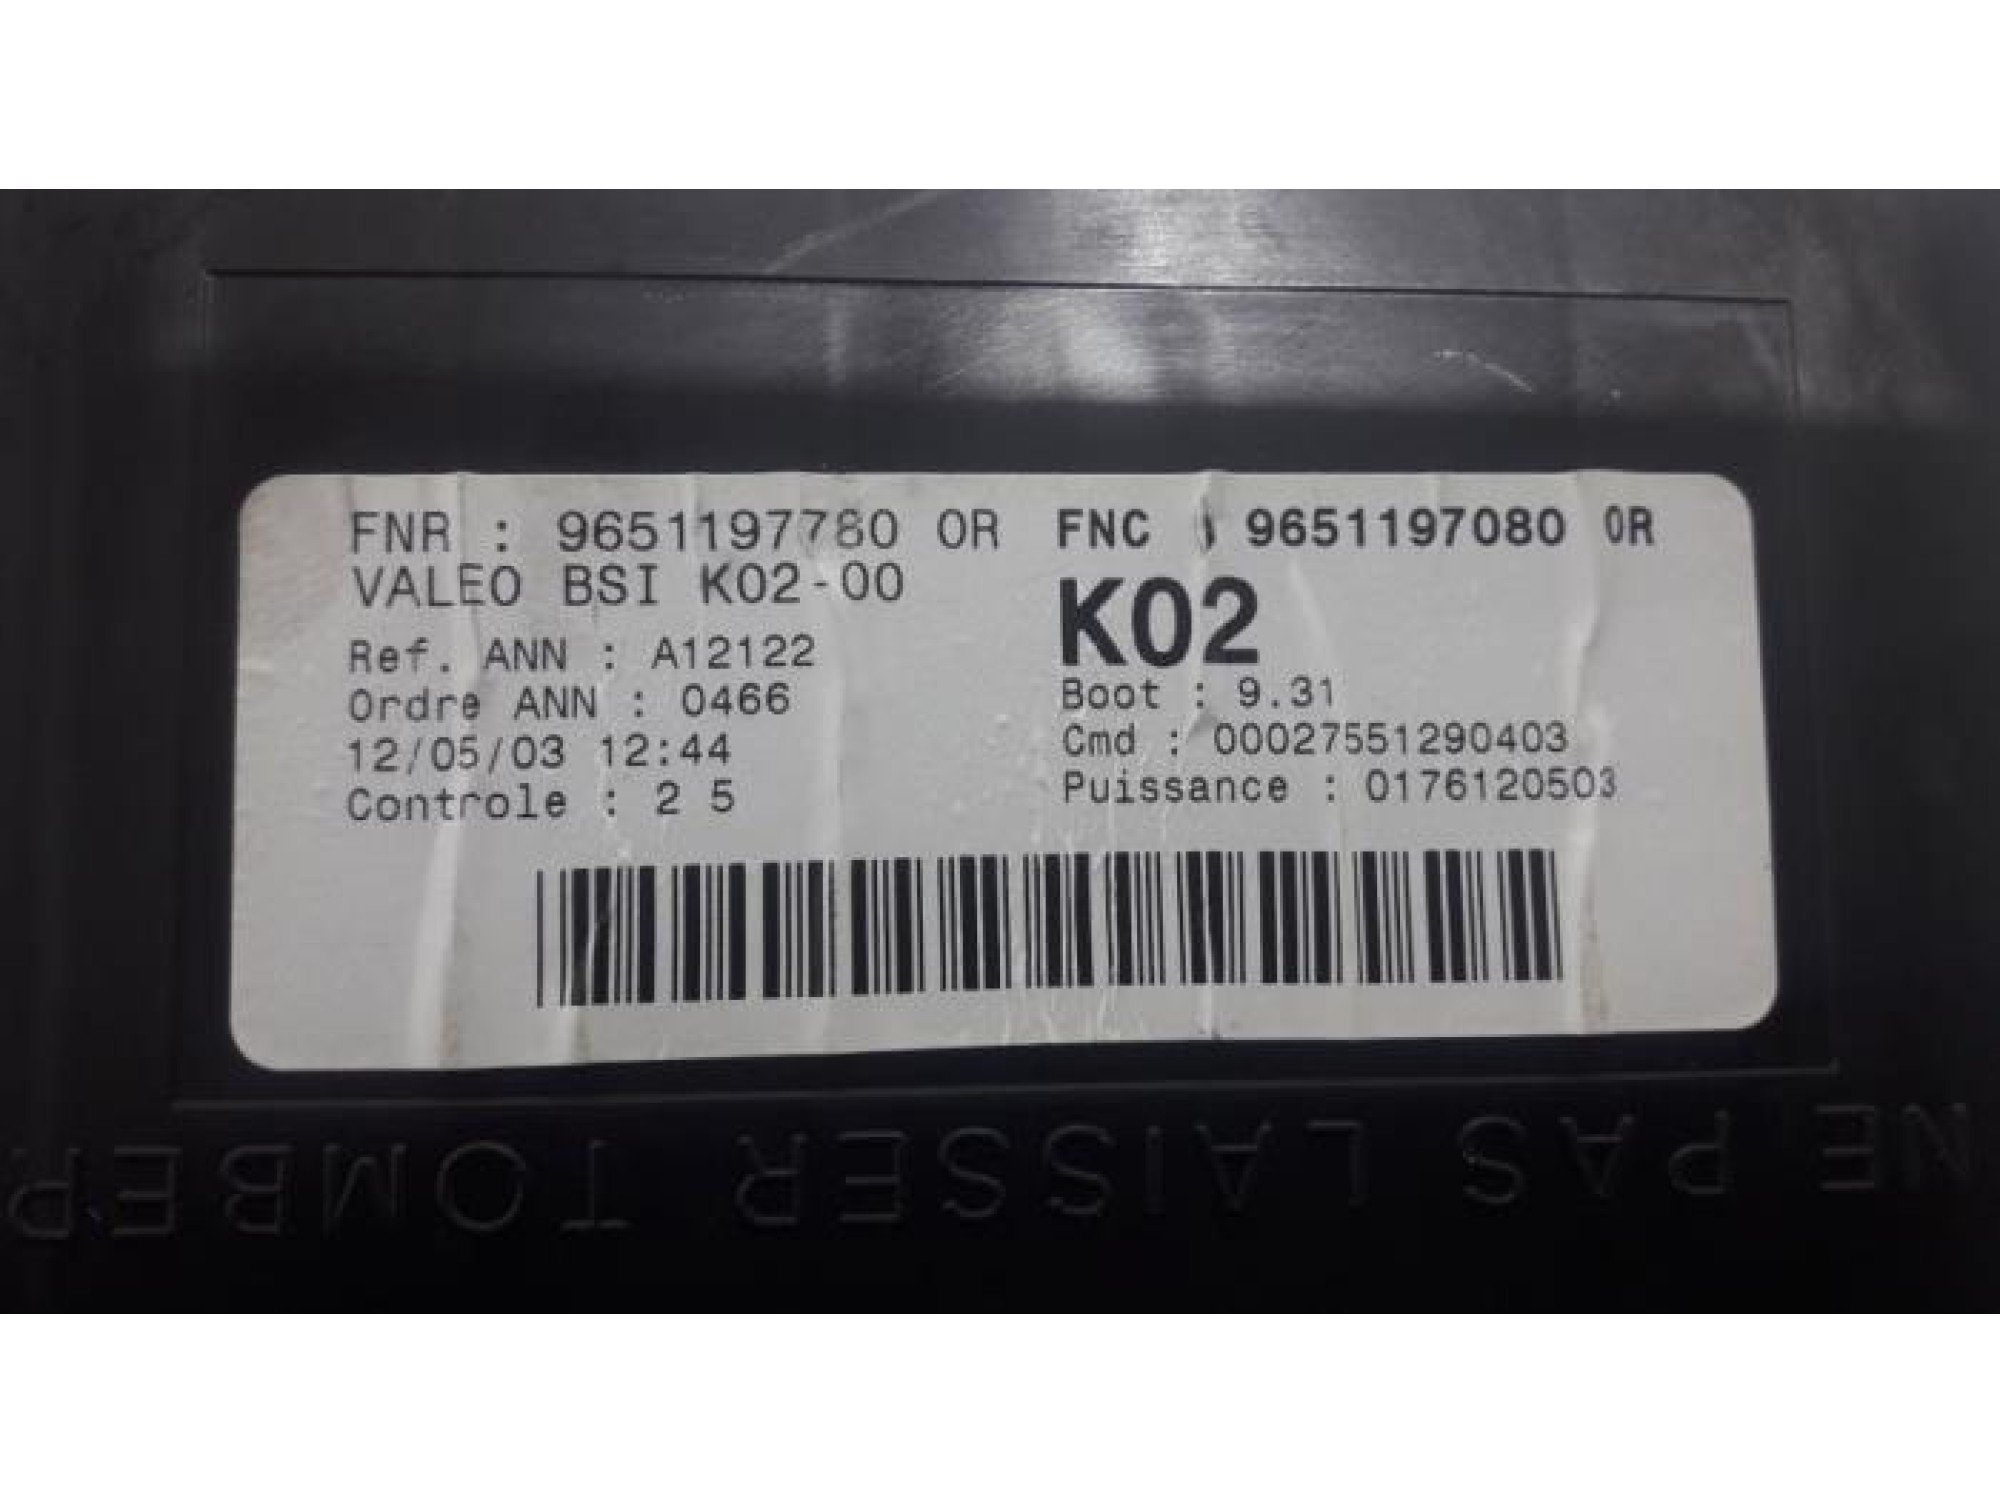 FNR : 9651197780 0R FNC : 9651197080 0R
VALEO BSI K02-00
K02
Ref. ANN : A12122
Ordre ANN : 0466
12/05/03 12:44
Controle : 2 5
Boot : 9.31
Cmd : 00027551290403
Puissance : 0176120503
NE PAS LAISSER TOMBER